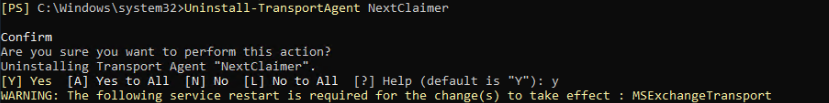 [PS] C:\Windows\system32>Uninstall-TransportAgent NextClaimer
Confirm
Are you sure you want to perform this action?
Uninstalling Transport Agent "NextClaimer".
[Y] Yes  [A] Yes to All  [N] No  [L] No to All  [?] Help (default is "Y"): y
WARNING: The following service restart is required for the change(s) to take effect : MSExchangeTransport